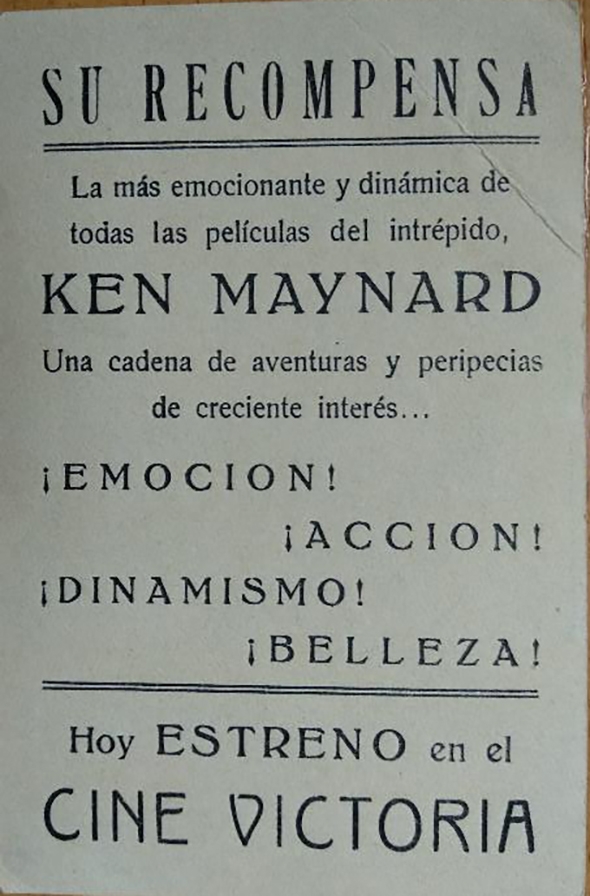 SU RECOMPENSA
La más emocionante y dinámica de
todas las películas del intrépido,
KEN MAYNARD
Una cadena de aventuras y peripecias
de creciente interés...
¡EMOCION!
¡ACCION!
¡DINAMISMO!
¡BELLEZA!
Hoy ESTRENO en el
CINE VICTORIA